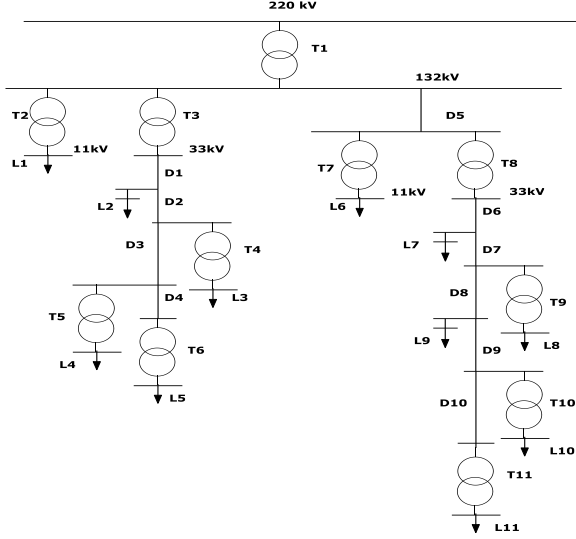 220 kV
T1
132kV
T2
T3
D5
L1
11kV
33kV
T7
T8
D1
L2
D2
L6
11kV
33kV
D6
D3
T4
L7
D7
D4
L3
D8
T9
T5
T6
L9
D9
L8
L4
L5
D10
T10
L10
T11
L11